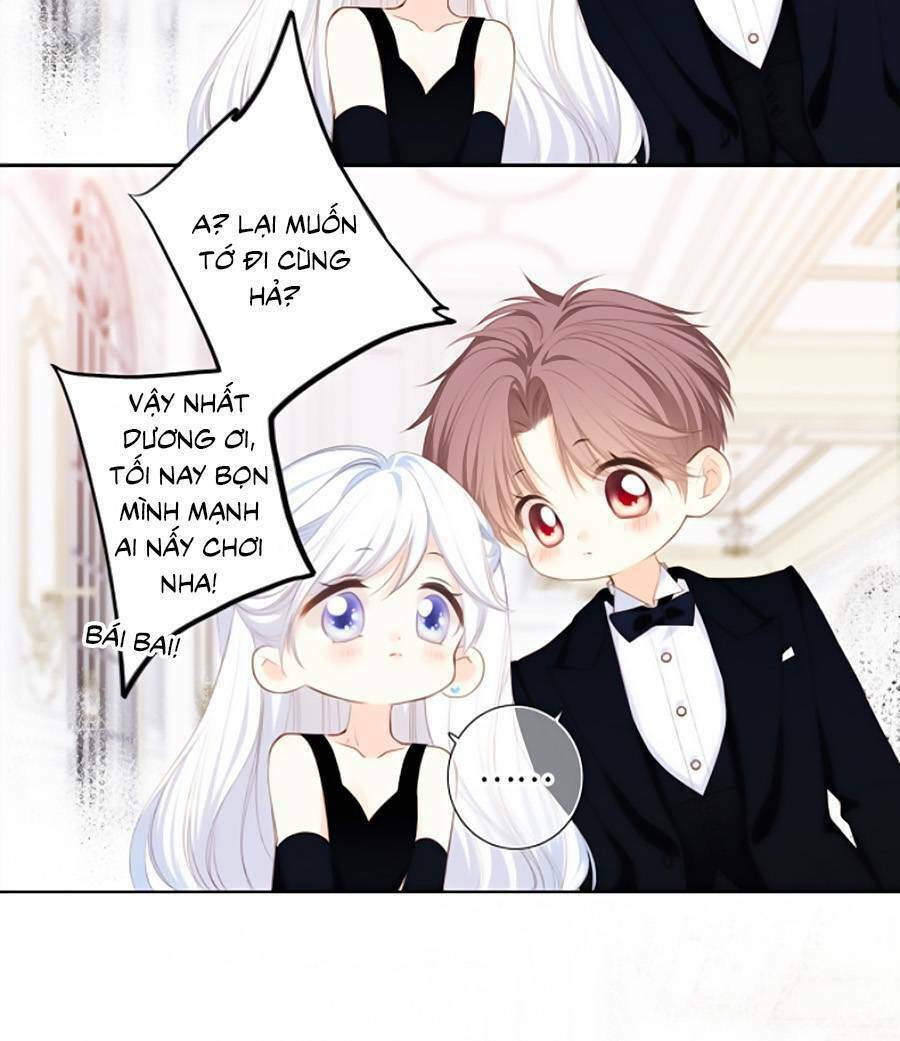 A? LẠI MUỐN
TỚ ĐI CÙNG
HẢ?
VẬY NHẤT
DƯƠNG ƠI,
TỐI NAY BỌN
MÌNH MẠNH
AI NẤY CHƠI
NHA!
BÁI BAI!
......